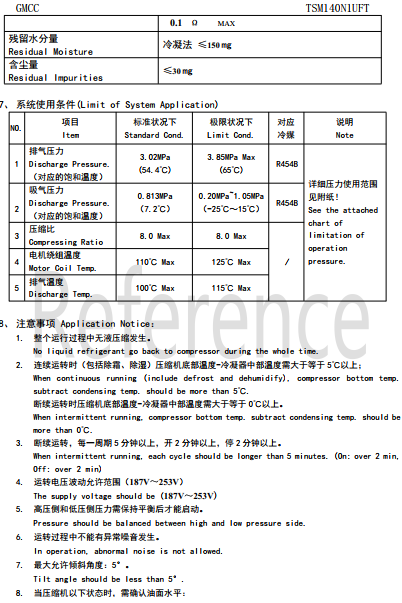 GMCC TSM140N1UFT
0.1 Ω MAX
残留水分量
Residual Moisture
冷凝法 ≤150mg
含尘量
Residual Impurities
≤30mg
7、 系统使用条件(Limit of System Application)
NO. 项目 Item 标准状况下 Standard Cond. 极限状况下 Limit Cond. 对应冷媒 说明 Note
1 排气压力 Discharge Pressure. (对应的饱和温度) 3.02MPa (54.4℃) 3.85MPa Max (65℃) R454B
2 吸气压力 Discharge Pressure. (对应的饱和温度) 0.813MPa (7.2℃) 0.20MPa~1.05MPa (-25℃～15℃) R454B
3 压缩比 Compressing Ratio 8.0 Max 8.0 Max /
4 电机绕组温度 Motor Coil Temp. 110℃ Max 125℃ Max
5 排气温度 Discharge Temp. 100℃ Max 115℃ Max
详细压力使用范围
见附纸!
See the attached
chart of
limitation of
operation
pressure.
Reference
8、 注意事项 Application Notice:
1. 整个运行过程中无液压缩发生。
No liquid refrigerant go back to compressor during the whole time.
2. 连续运转时（包括除霜、除湿）压缩机底部温度-冷凝器中部温度需大于等于5℃以上;
When continuous running (include defrost and dehumidify), compressor bottom temp.
subtract condensing temp. should be more than 5℃.
断续运转时压缩机底部温度-冷凝器中部温度需大于等于0℃以上。
When intermittent running, compressor bottom temp. subtract condensing temp. should be
more than 0℃.
3. 断续运转，每一周期5分钟以上，开2分钟以上，停2分钟以上。
When intermittent running, each cycle should be longer than 5 minutes. (On: over 2 min,
Off: over 2 min)
4. 运转电压波动允许范围（187V～253V）
The supply voltage should be (187V～253V)
5. 高压侧和低压侧压力需保持平衡后才能启动。
Pressure should be balanced between high and low pressure side.
6. 运转过程中不能有异常噪音发生。
In operation, abnormal noise is not allowed.
7. 最大允许倾斜角度: 5°。
Tilt angle should be less than 5°.
8. 当压缩机以下状态时，需确认油面水平: